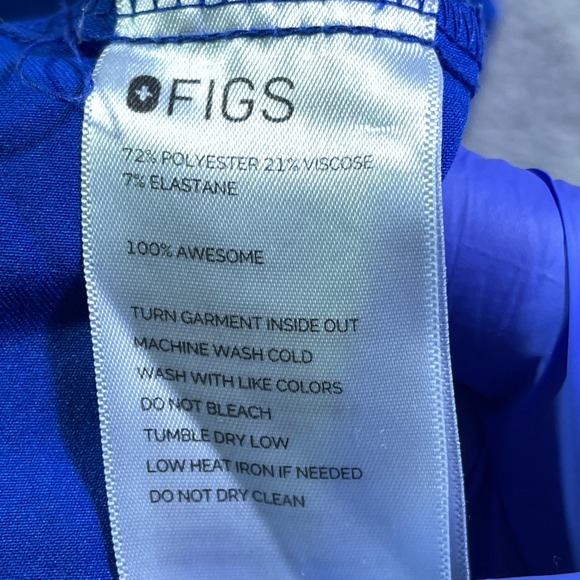 FIGS
72% POLYESTER 21% VISCOSE
7% ELASTANE
100% AWESOME
TURN GARMENT INSIDE OUT
MACHINE WASH COLD
WASH WITH LIKE COLORS
DO NOT BLEACH
TUMBLE DRY LOW
LOW HEAT IRON IF NEEDED
DO NOT DRY CLEAN